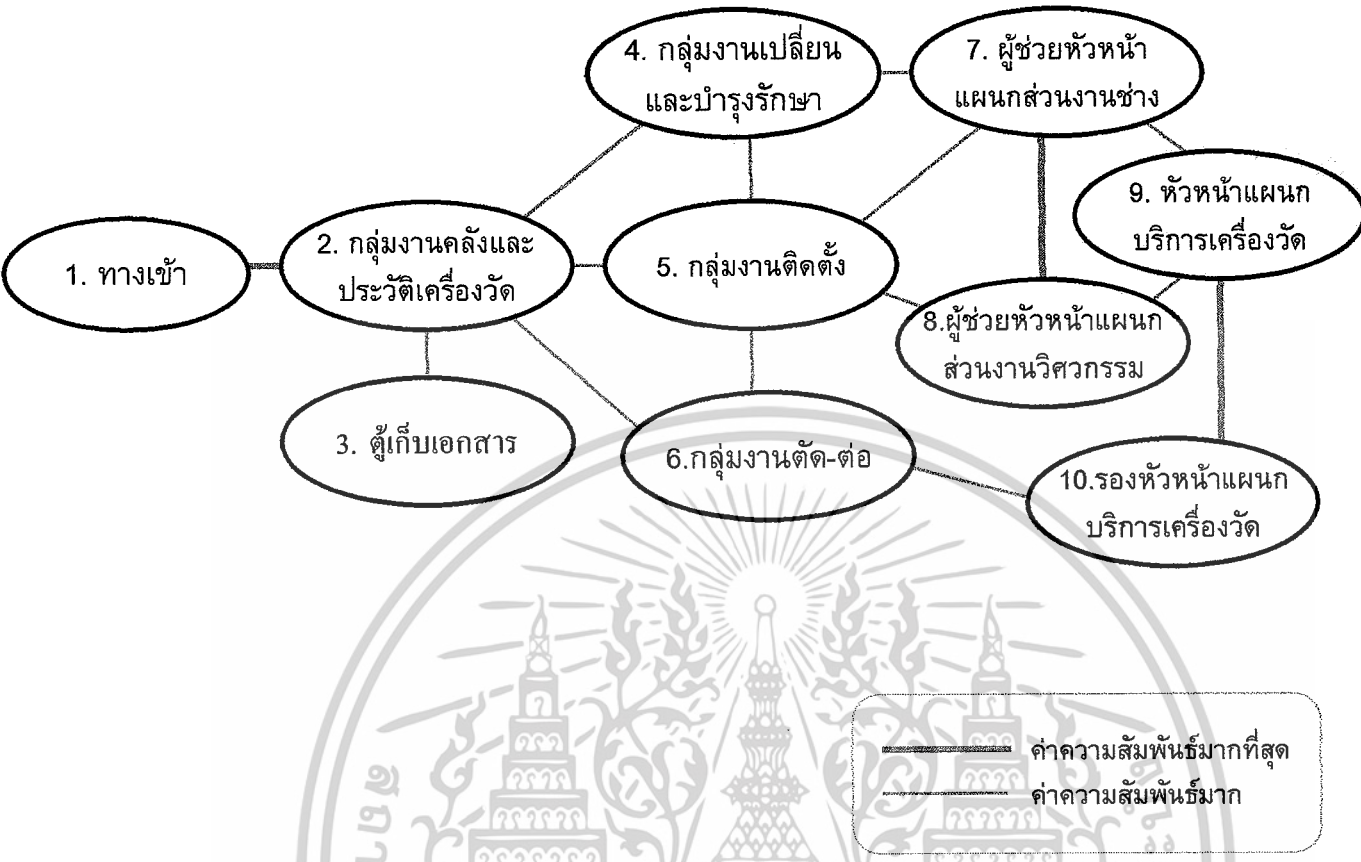 4. กลุ่มงานเปลี่ยน
และบำรุงรักษา
7. ผู้ช่วยหัวหน้า
แผนกส่วนงานช่าง
9. หัวหน้าแผนก
บริการเครื่องวัด
1. ทางเข้า
2. กลุ่มงานคลังและ
ประวัติเครื่องวัด
5. กลุ่มงานติดตั้ง
8.ผู้ช่วยหัวหน้าแผนก
ส่วนงานวิศวกรรม
3. ตู้เก็บเอกสาร
6.กลุ่มงานตัด-ต่อ
10.รองหัวหน้าแผนก
บริการเครื่องวัด
ค่าความสัมพันธ์มากที่สุด
ค่าความสัมพันธ์มาก